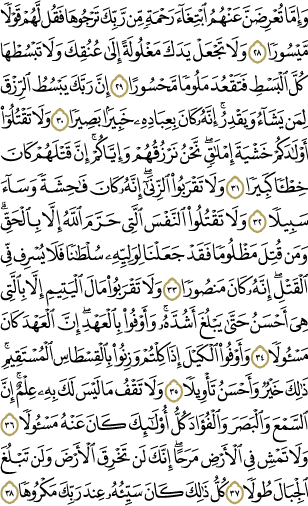 وَإِمَّا تُعْرِضَنَّ عَنْهُمُ ٱبْتِغَآءَ رَحْمَةٍ مِّن رَّبِّكَ تَرْجُوهَا فَقُل لَّهُمْ قَوْلًا
مَّيْسُورًا ٢٨ وَلَا تَجْعَلْ يَدَكَ مَغْلُولَةً إِلَىٰ عُنُقِكَ وَلَا تَبْسُطْهَا
كُلَّ ٱلْبَسْطِ فَتَقْعُدَ مَلُومًا مَّحْسُورًا ٢٩ إِنَّ رَبَّكَ يَبْسُطُ ٱلرِّزْقَ
لِمَن يَشَآءُ وَيَقْدِرُ ۚ إِنَّهُۥ كَانَ بِعِبَادِهِۦ خَبِيرًۢا بَصِيرًا ٣٠ وَلَا تَقْتُلُوٓا۟
أَوْلَٰدَكُمْ خَشْيَةَ إِمْلَٰقٍ ۖ نَّحْنُ نَرْزُقُهُمْ وَإِيَّاكُمْ ۚ إِنَّ قَتْلَهُمْ كَانَ
خِطْـًٔا كَبِيرًا ٣١ وَلَا تَقْرَبُوا۟ ٱلزِّنَىٰٓ ۖ إِنَّهُۥ كَانَ فَٰحِشَةً وَسَآءَ
سَبِيلًا ٣٢ وَلَا تَقْتُلُوا۟ ٱلنَّفْسَ ٱلَّتِى حَرَّمَ ٱللَّهُ إِلَّا بِٱلْحَقِّ ۗ
وَمَن قُتِلَ مَظْلُومًا فَقَدْ جَعَلْنَا لِوَلِيِّهِۦ سُلْطَٰنًا فَلَا يُسْرِف فِّى
ٱلْقَتْلِ ۖ إِنَّهُۥ كَانَ مَنصُورًا ٣٣ وَلَا تَقْرَبُوا۟ مَالَ ٱلْيَتِيمِ إِلَّا بِٱلَّتِى
هِىَ أَحْسَنُ حَتَّىٰ يَبْلُغَ أَشُدَّهُۥ ۚ وَأَوْفُوا۟ بِٱلْعَهْدِ ۖ إِنَّ ٱلْعَهْدَ كَانَ
مَسْـُٔولًا ٣٤ وَأَوْفُوا۟ ٱلْكَيْلَ إِذَا كِلْتُمْ وَزِنُوا۟ بِٱلْقِسْطَاسِ ٱلْمُسْتَقِيمِ ۚ
ذَٰلِكَ خَيْرٌ وَأَحْسَنُ تَأْوِيلًا ٣٥ وَلَا تَقْفُ مَا لَيْسَ لَكَ بِهِۦ عِلْمٌ ۚ إِنَّ
ٱلسَّمْعَ وَٱلْبَصَرَ وَٱلْفُؤَادَ كُلُّ أُو۟لَٰٓئِكَ كَانَ عَنْهُ مَسْـُٔولًا ٣٦
وَلَا تَمْشِ فِى ٱلْأَرْضِ مَرَحًا ۖ إِنَّكَ لَن تَخْرِقَ ٱلْأَرْضَ وَلَن تَبْلُغَ
ٱلْجِبَالَ طُولًا ٣٧ كُلُّ ذَٰلِكَ كَانَ سَيِّئُهُۥ عِندَ رَبِّكَ مَكْرُوهًا ٣٨